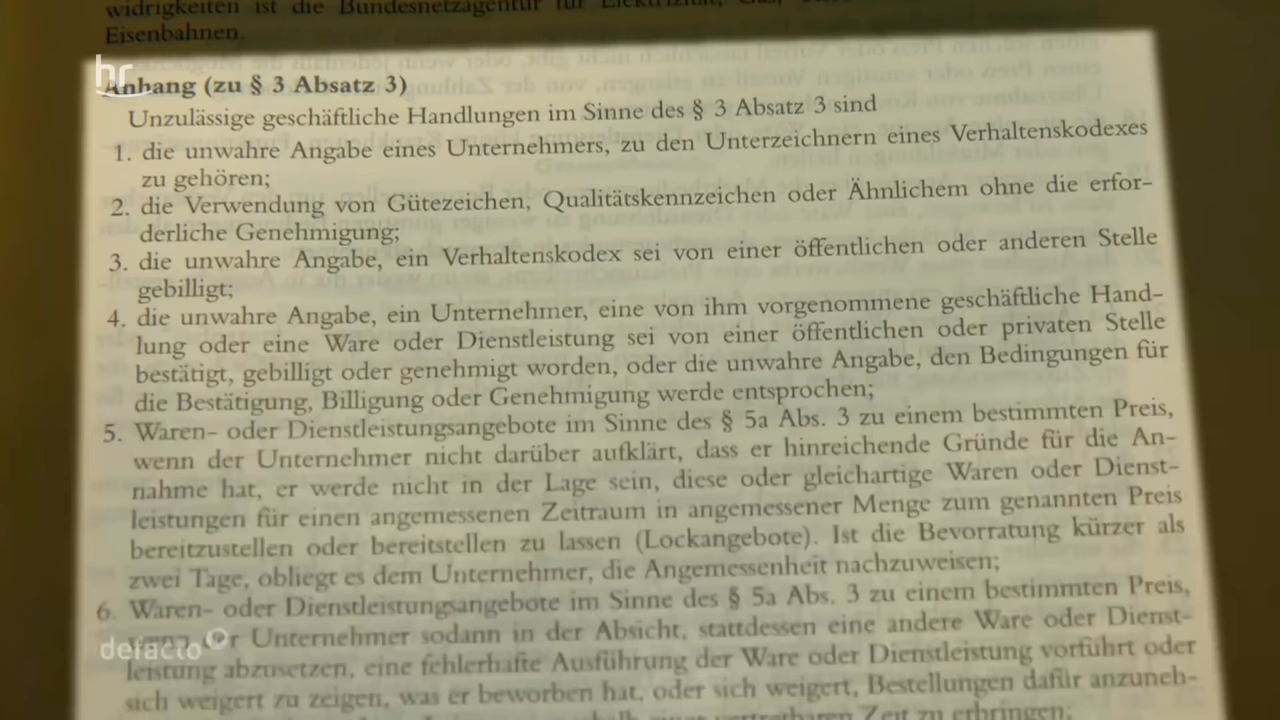 widrigkeiten ist die Bundesnetzagentur für Elektrizität, Gas,
Eisenbahnen.
hr
Anhang (zu § 3 Absatz 3)
Unzulässige geschäftliche Handlungen im Sinne des § 3 Absatz 3 sind
1. die unwahre Angabe eines Unternehmers, zu den Unterzeichnern eines Verhaltenskodexes
zu gehören;
2. die Verwendung von Gütezeichen, Qualitätskennzeichen oder Ähnlichem ohne die erfor-
derliche Genehmigung;
3. die unwahre Angabe, ein Verhaltenskodex sei von einer öffentlichen oder anderen Stelle
gebilligt;
4. die unwahre Angabe, ein Unternehmer, eine von ihm vorgenommene geschäftliche Hand-
lung oder eine Ware oder Dienstleistung sei von einer öffentlichen oder privaten Stelle
bestätigt, gebilligt oder genehmigt worden, oder die unwahre Angabe, den Bedingungen für
die Bestätigung, Billigung oder Genehmigung werde entsprochen;
5. Waren- oder Dienstleistungsangebote im Sinne des § 5a Abs. 3 zu einem bestimmten Preis,
wenn der Unternehmer nicht darüber aufklärt, dass er hinreichende Gründe für die An-
nahme hat, er werde nicht in der Lage sein, diese oder gleichartige Waren oder Dienst-
leistungen für einen angemessenen Zeitraum in angemessener Menge zum genannten Preis
bereitzustellen oder bereitstellen zu lassen (Lockangebote). Ist die Bevorratung kürzer als
zwei Tage, obliegt es dem Unternehmer, die Angemessenheit nachzuweisen;
6. Waren- oder Dienstleistungsangebote im Sinne des § 5a Abs. 3 zu einem bestimmten Preis,
wenn der Unternehmer sodann in der Absicht, stattdessen eine andere Ware oder Dienst-
defacto
leistung abzusetzen, eine fehlerhafte Ausführung der Ware oder Dienstleistung vorführt oder
sich weigert zu zeigen, was er beworben hat, oder sich weigert, Bestellungen dafür anzuneh-
vertretbaren Zeit zu erbringen;